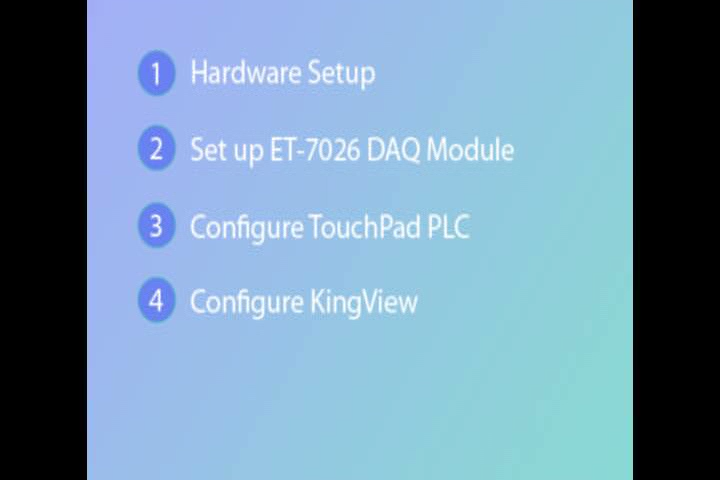 1 Hardware Setup
2 Set up ET-7026 DAQ Module
3 Configure TouchPad PLC
4 Configure KingView